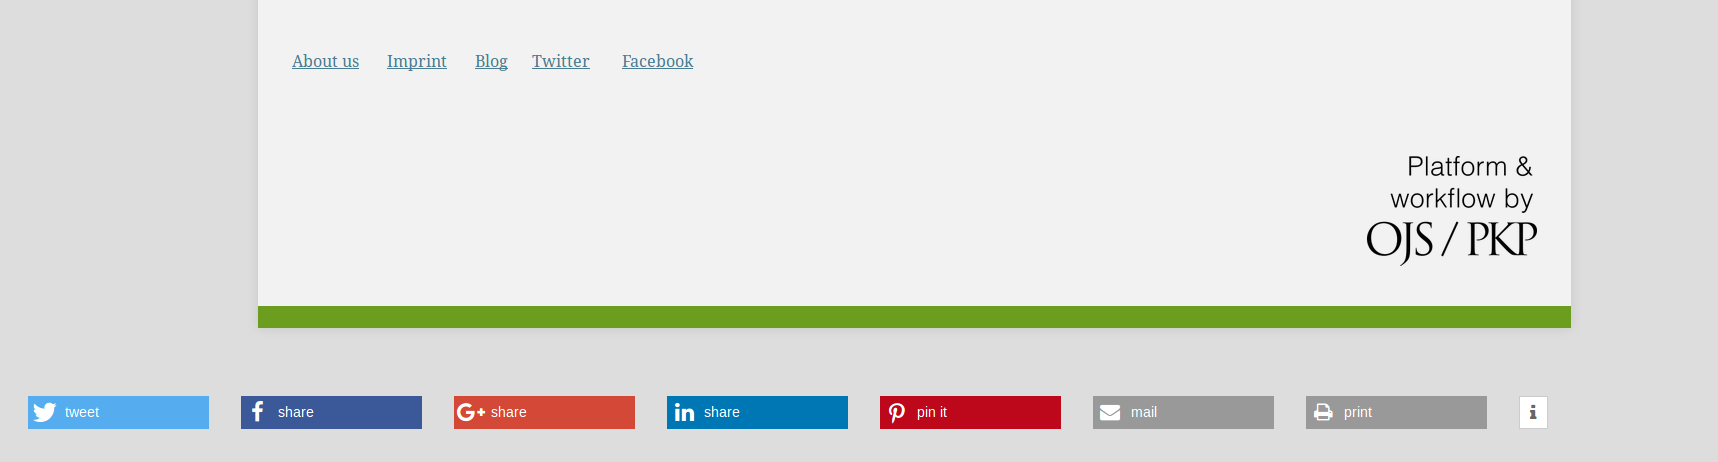 About us Imprint Blog Twitter Facebook
Platform &
workflow by
OJS / PKP
tweet share share share pin it mail print